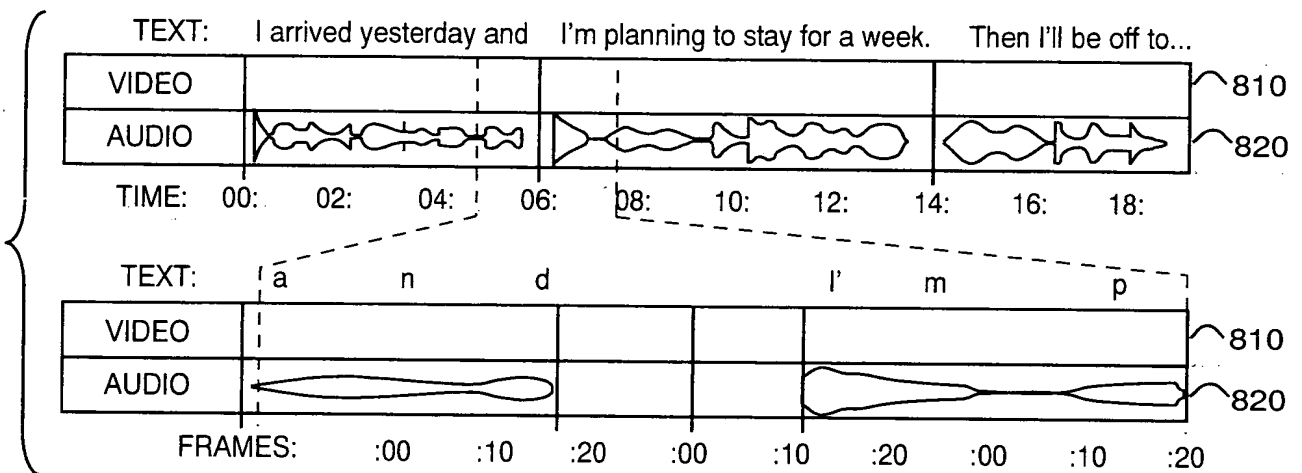 TEXT: I arrived yesterday and I'm planning to stay for a week. Then I'll be off to...
VIDEO 810
AUDIO 820
TIME: 00: 02: 04: 06: 08: 10: 12: 14: 16: 18:
TEXT: a n d I' m p
VIDEO 810
AUDIO 820
FRAMES: :00 :10 :20 :00 :10 :20 :00 :10 :20